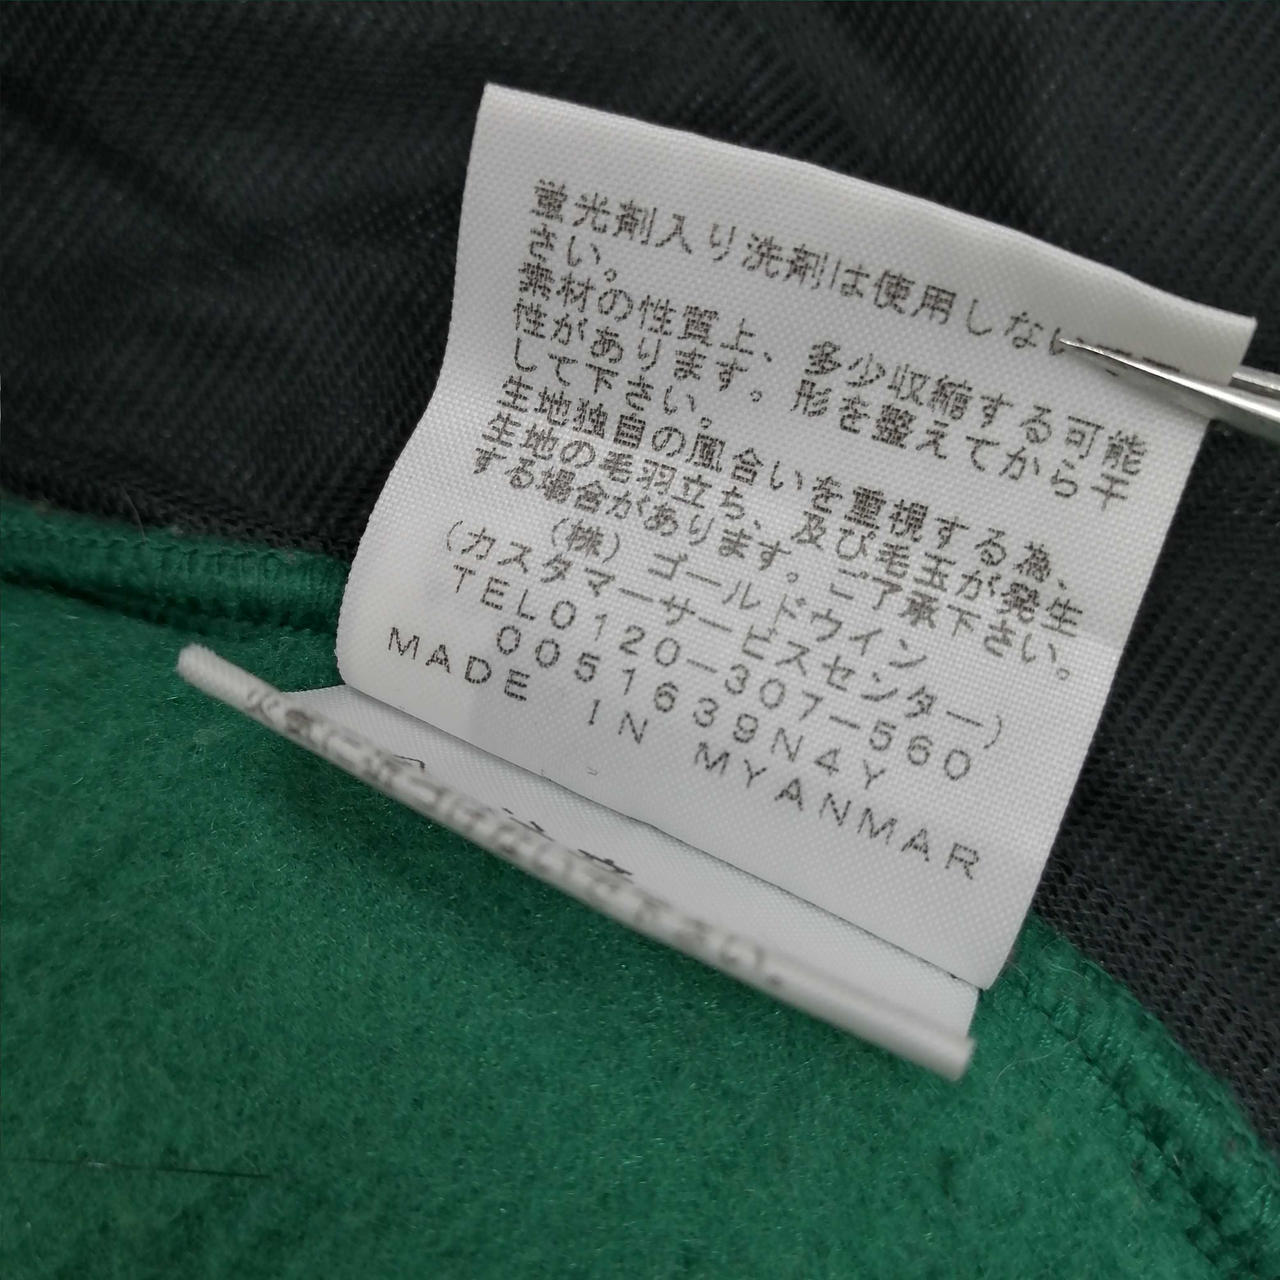 蛍光剤入り洗剤は使用しない
さい。
素材の性質上、多少収縮する可能
性があります。形を整えてから干
して下さい。
生地独自の風合いを重視する為、
生地の毛羽立ち、及び毛玉が発生
する場合があります。ご了承下さい。
(株)ゴールドウイン
(カスタマーサービスセンター)
TEL0120-307-560
0051639N4Y
MADE IN MYANMAR